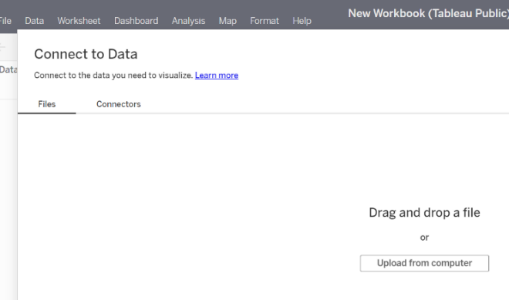 File Data Worksheet Dashboard Analysis Map Format Help New Workbook (Tableau Public)
Data
Connect to Data
Connect to the data you need to visualize. Learn more
Files Connectors
Drag and drop a file
or
Upload from computer